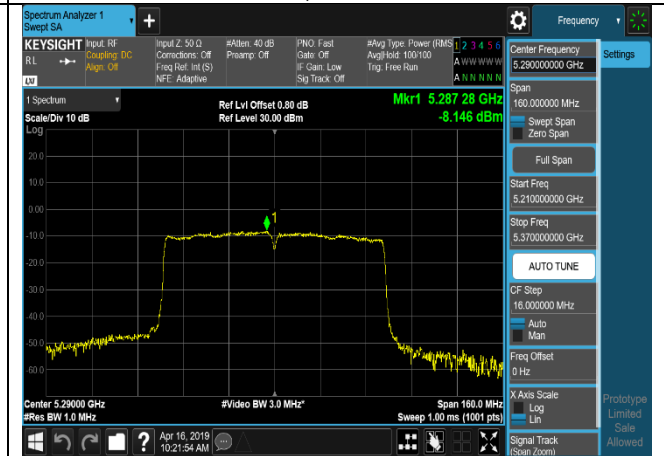 Spectrum Analyzer 1
Swept SA
+
Frequency
KEYSIGHT
RL
LXI
Input: RF
Coupling: DC
Align: Off
Input Z: 50 Ω
Corrections: Off
Freq Ref: Int (S)
NFE: Adaptive
#Atten: 40 dB
Preamp: Off
PNO: Fast
Gate: Off
IF Gain: Low
Sig Track: Off
#Avg Type: Power (RMS
Avg|Hold: 100/100
Trig: Free Run
1 2 3 4 5 6
A W W W W W
A N N N N N
1 Spectrum
Scale/Div 10 dB
Log
Ref Lvl Offset 0.80 dB
Ref Level 30.00 dBm
Mkr1 5.287 28 GHz
-8.146 dBm
20.0
10.0
0.00
-10.0
-20.0
-30.0
-40.0
-50.0
-60.0
1
Center 5.29000 GHz
#Res BW 1.0 MHz
#Video BW 3.0 MHz*
Span 160.0 MHz
Sweep 1.00 ms (1001 pts)
Center Frequency
5.290000000 GHz
Span
160.000000 MHz
Swept Span
Zero Span
Full Span
Start Freq
5.210000000 GHz
Stop Freq
5.370000000 GHz
AUTO TUNE
CF Step
16.000000 MHz
Auto
Man
Freq Offset
0 Hz
X Axis Scale
Log
Lin
Signal Track
(Span Zoom)
Settings
Prototype
Limited
Sale
Allowed
?
Apr 16, 2019
10:21:54 AM